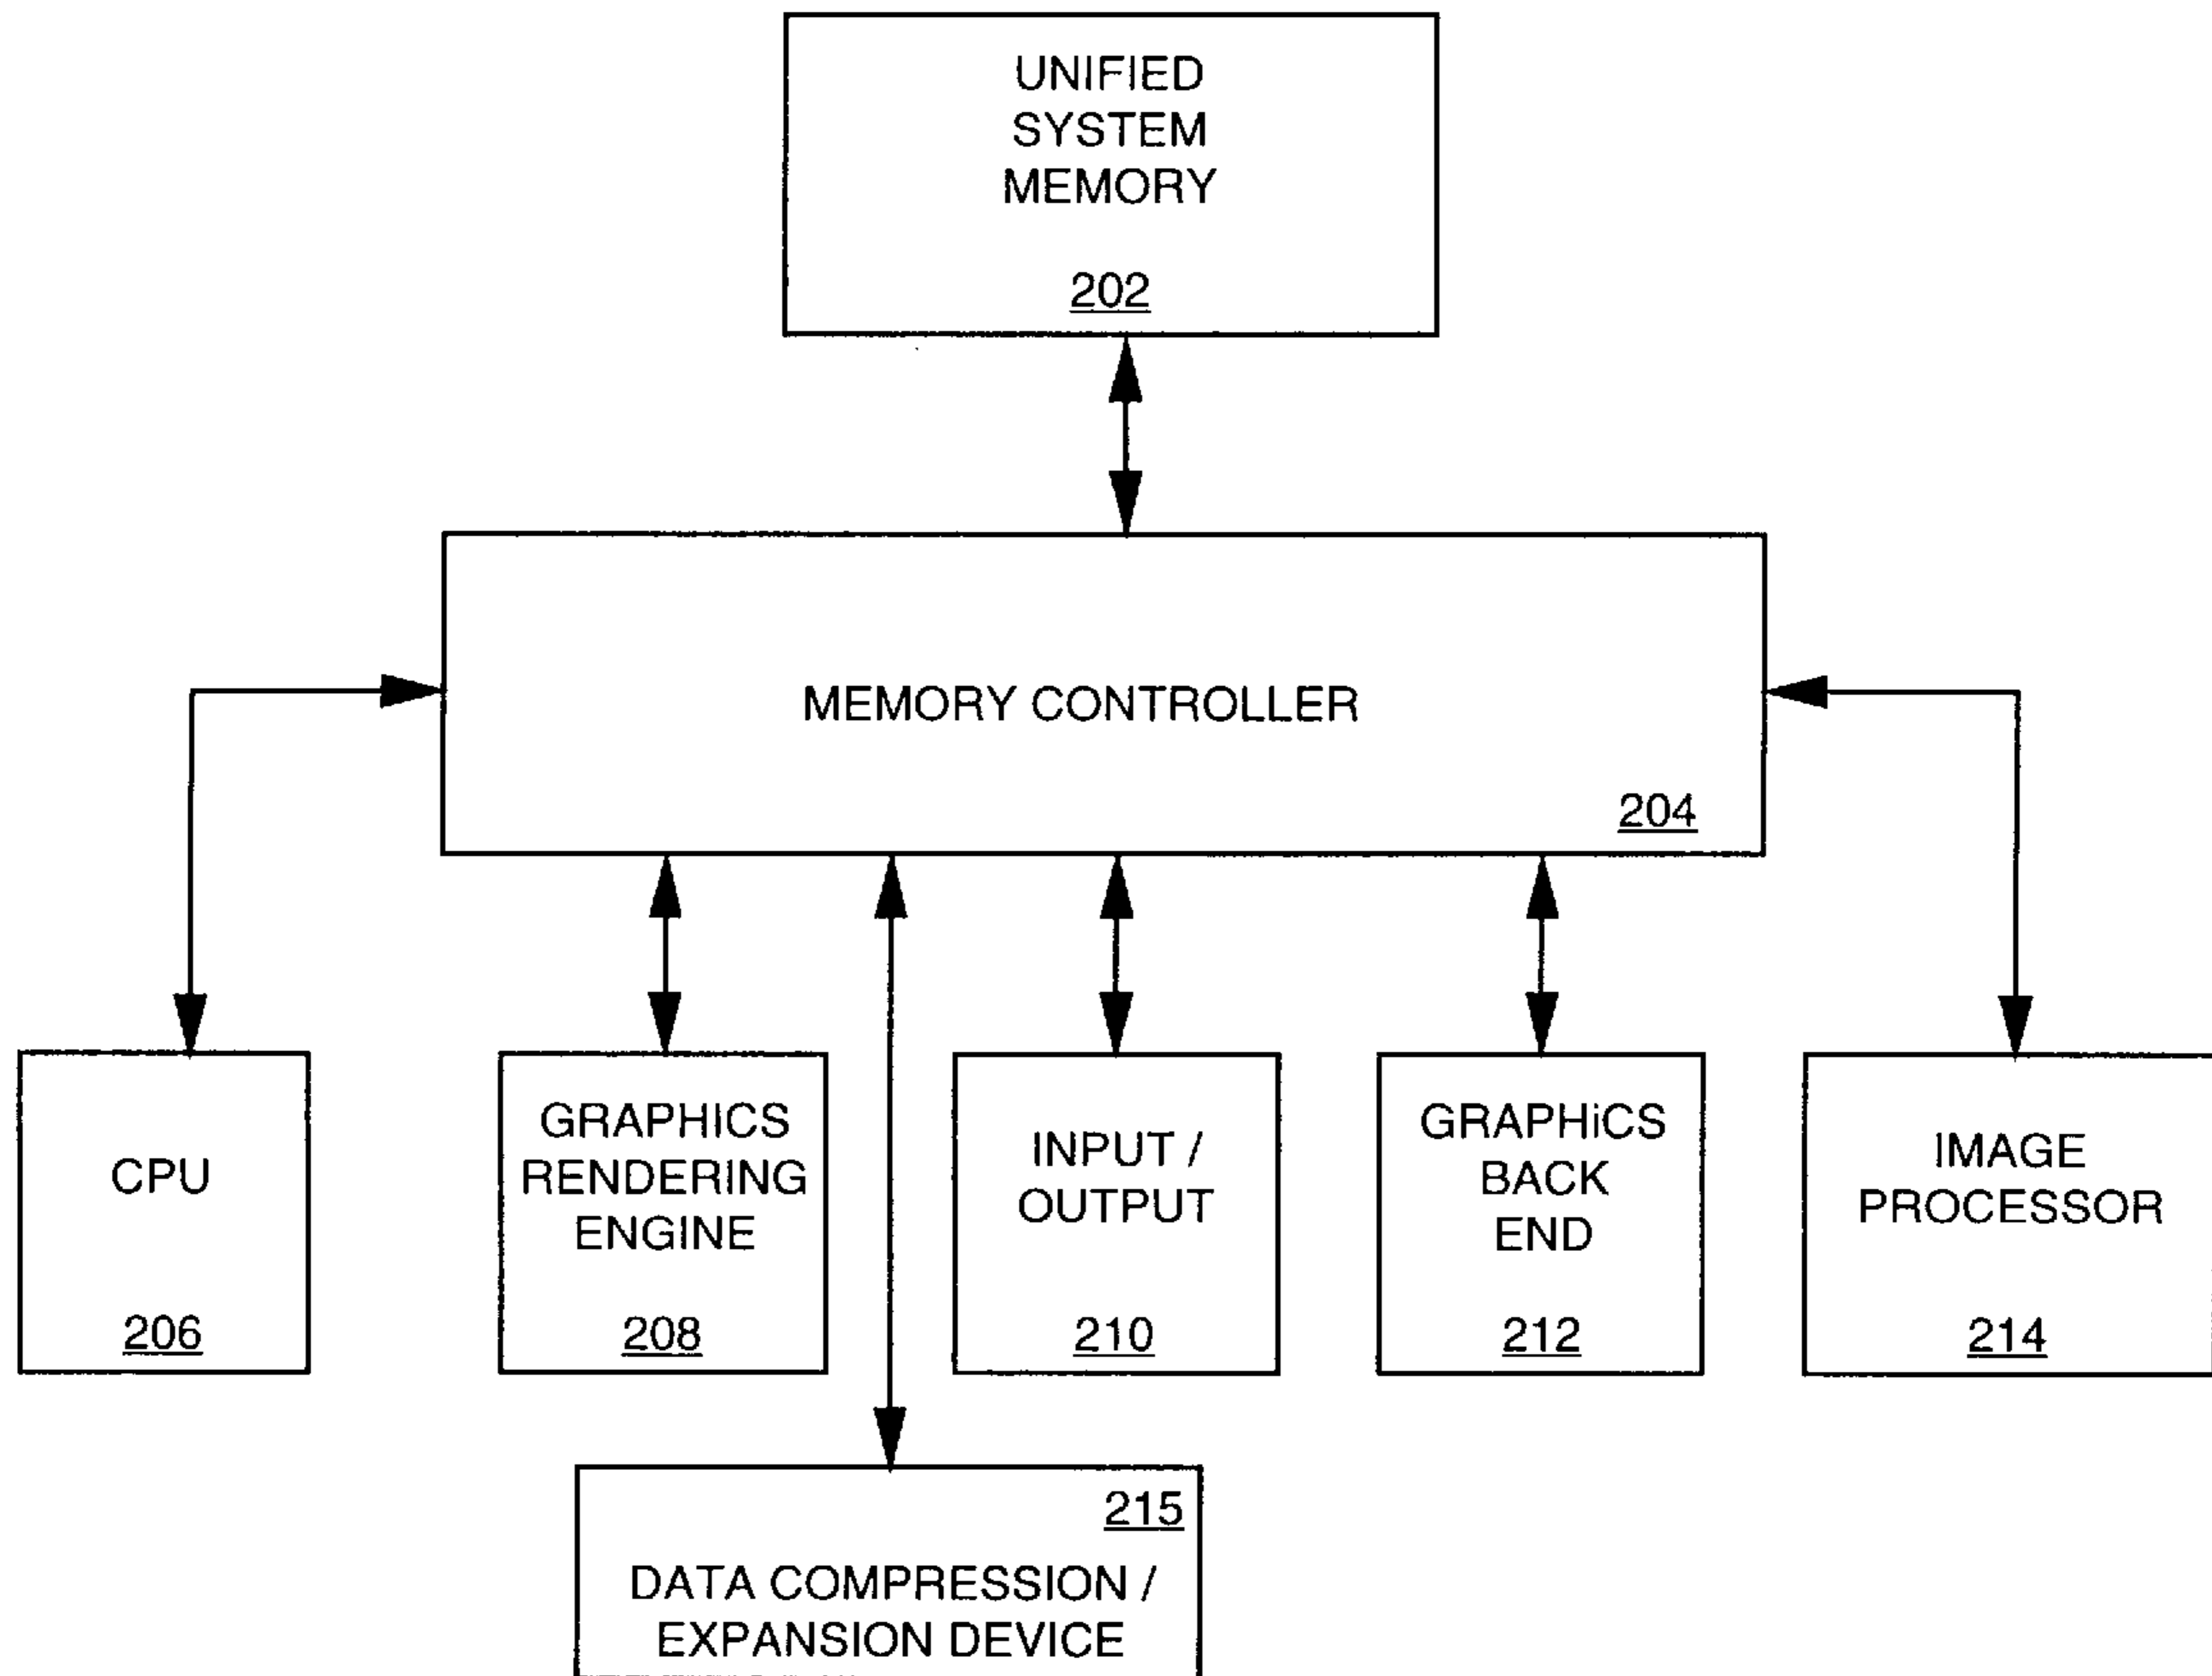 UNIFIED
SYSTEM
MEMORY
202
MEMORY CONTROLLER
204
CPU
206
GRAPHICS
RENDERING
ENGINE
208
INPUT /
OUTPUT
210
GRAPHiCS
BACK
END
212
IMAGE
PROCESSOR
214
215
DATA COMPRESSION /
EXPANSION DEVICE